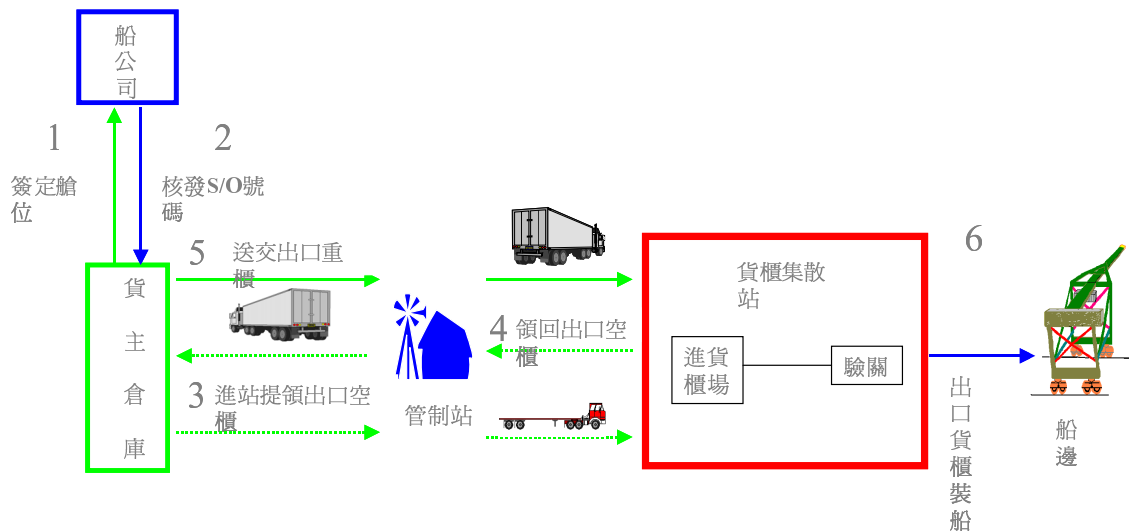 船
公
司
1
簽定艙
位
2
核發S/O號
碼
5 送交出口重
櫃
貨
主
倉
庫
3 進站提領出口空
櫃
管制站
4 領回出口空
櫃
貨櫃集散
站
進貨
櫃場
驗關
6
出
口
貨
櫃
裝
船
船
邊